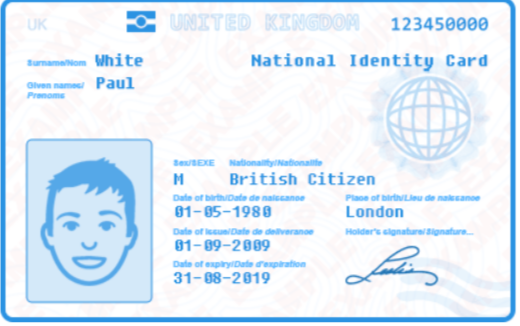 UK UNITED KINGDOM 123450000
Surname/Nom White
National Identity Card
Given names/Prenoms Paul
Sex/SEXE Nationality/Nationalite
M British Citizen
Date of birth/Date de naissance Place of birth/Lieu de naissance
01-05-1980 London
Date of issue/Date de deliverance Holder's signature/Signature...
01-09-2009
Date of expiry/Date d'expiration
31-08-2019